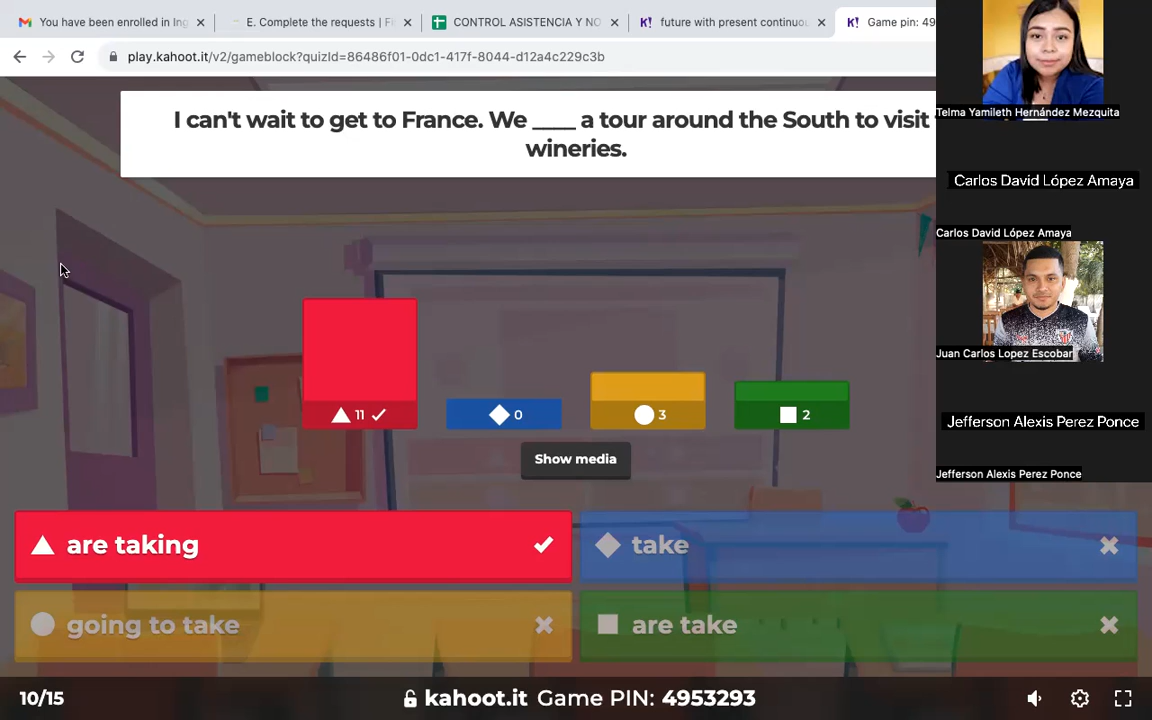 You have been enrolled in Ing
E. Complete the requests | Fl
CONTROL ASISTENCIA Y NO
future with present continuou
Game pin: 49
play.kahoot.it/v2/gameblock?quizId=86486f01-0dc1-417f-8044-d12a4c229c3b
I can't wait to get to France. We ____ a tour around the South to visit
wineries.
Telma Yamileth Hernández Mezquita
Carlos David López Amaya
Carlos David López Amaya
Juan Carlos Lopez Escobar
Jefferson Alexis Perez Ponce
Jefferson Alexis Perez Ponce
11
0
3
2
Show media
are taking
take
going to take
are take
10/15
kahoot.it Game PIN: 4953293